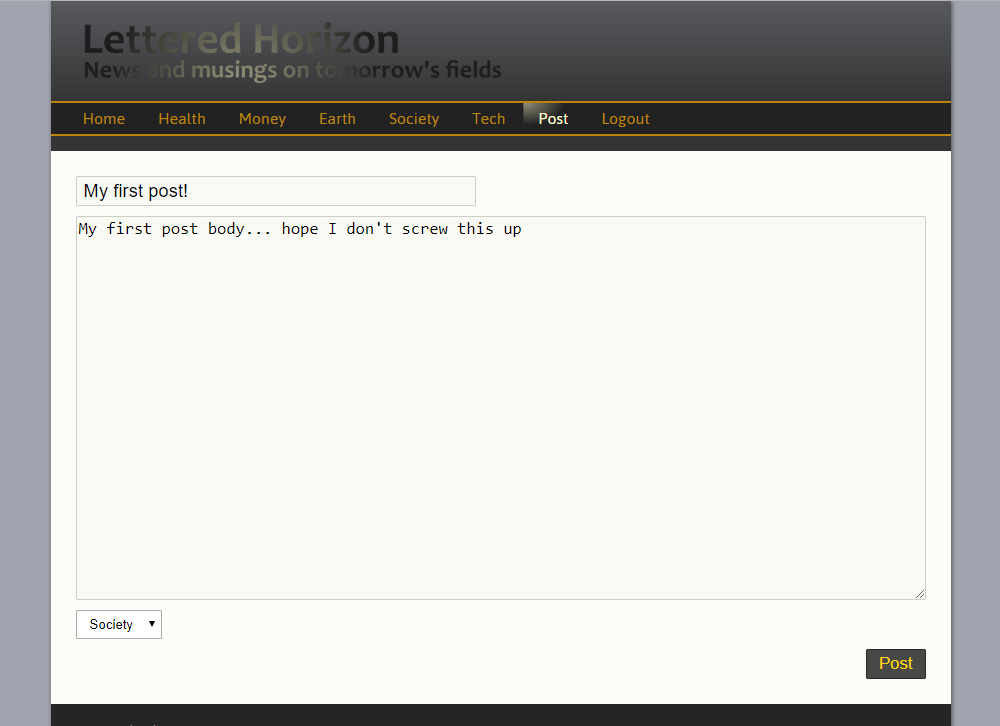 Lettered Horizon
News and musings on tomorrow's fields
Home Health Money Earth Society Tech Post Logout
My first post!
My first post body... hope I don't screw this up
Society
Post